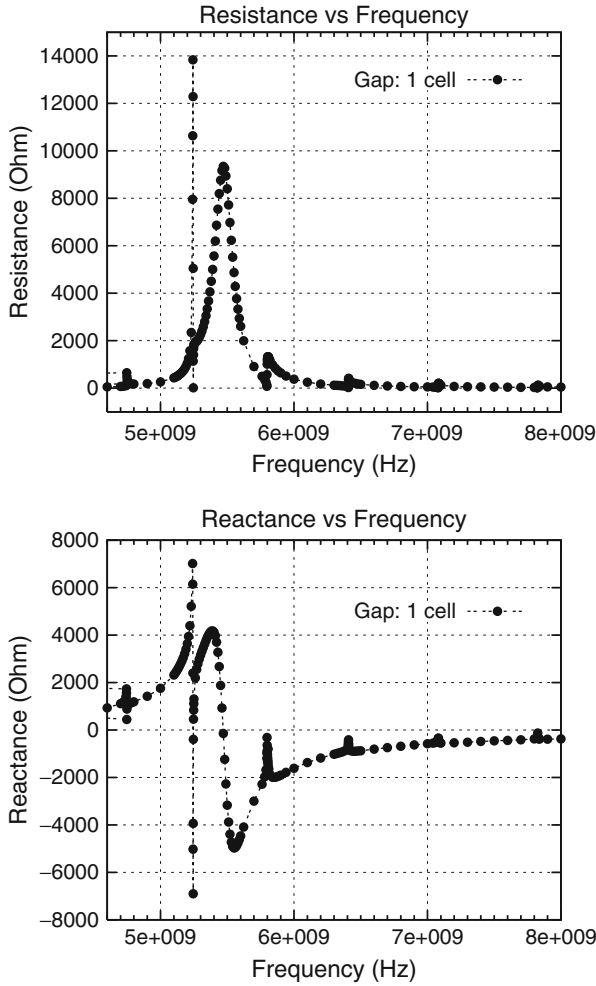 Resistance vs Frequency
14000
12000
10000
8000
6000
4000
2000
0
Resistance (Ohm)
Gap: 1 cell
5e+009
6e+009
7e+009
8e+009
Frequency (Hz)
Reactance vs Frequency
8000
6000
4000
2000
0
−2000
−4000
−6000
−8000
Reactance (Ohm)
Gap: 1 cell
5e+009
6e+009
7e+009
8e+009
Frequency (Hz)